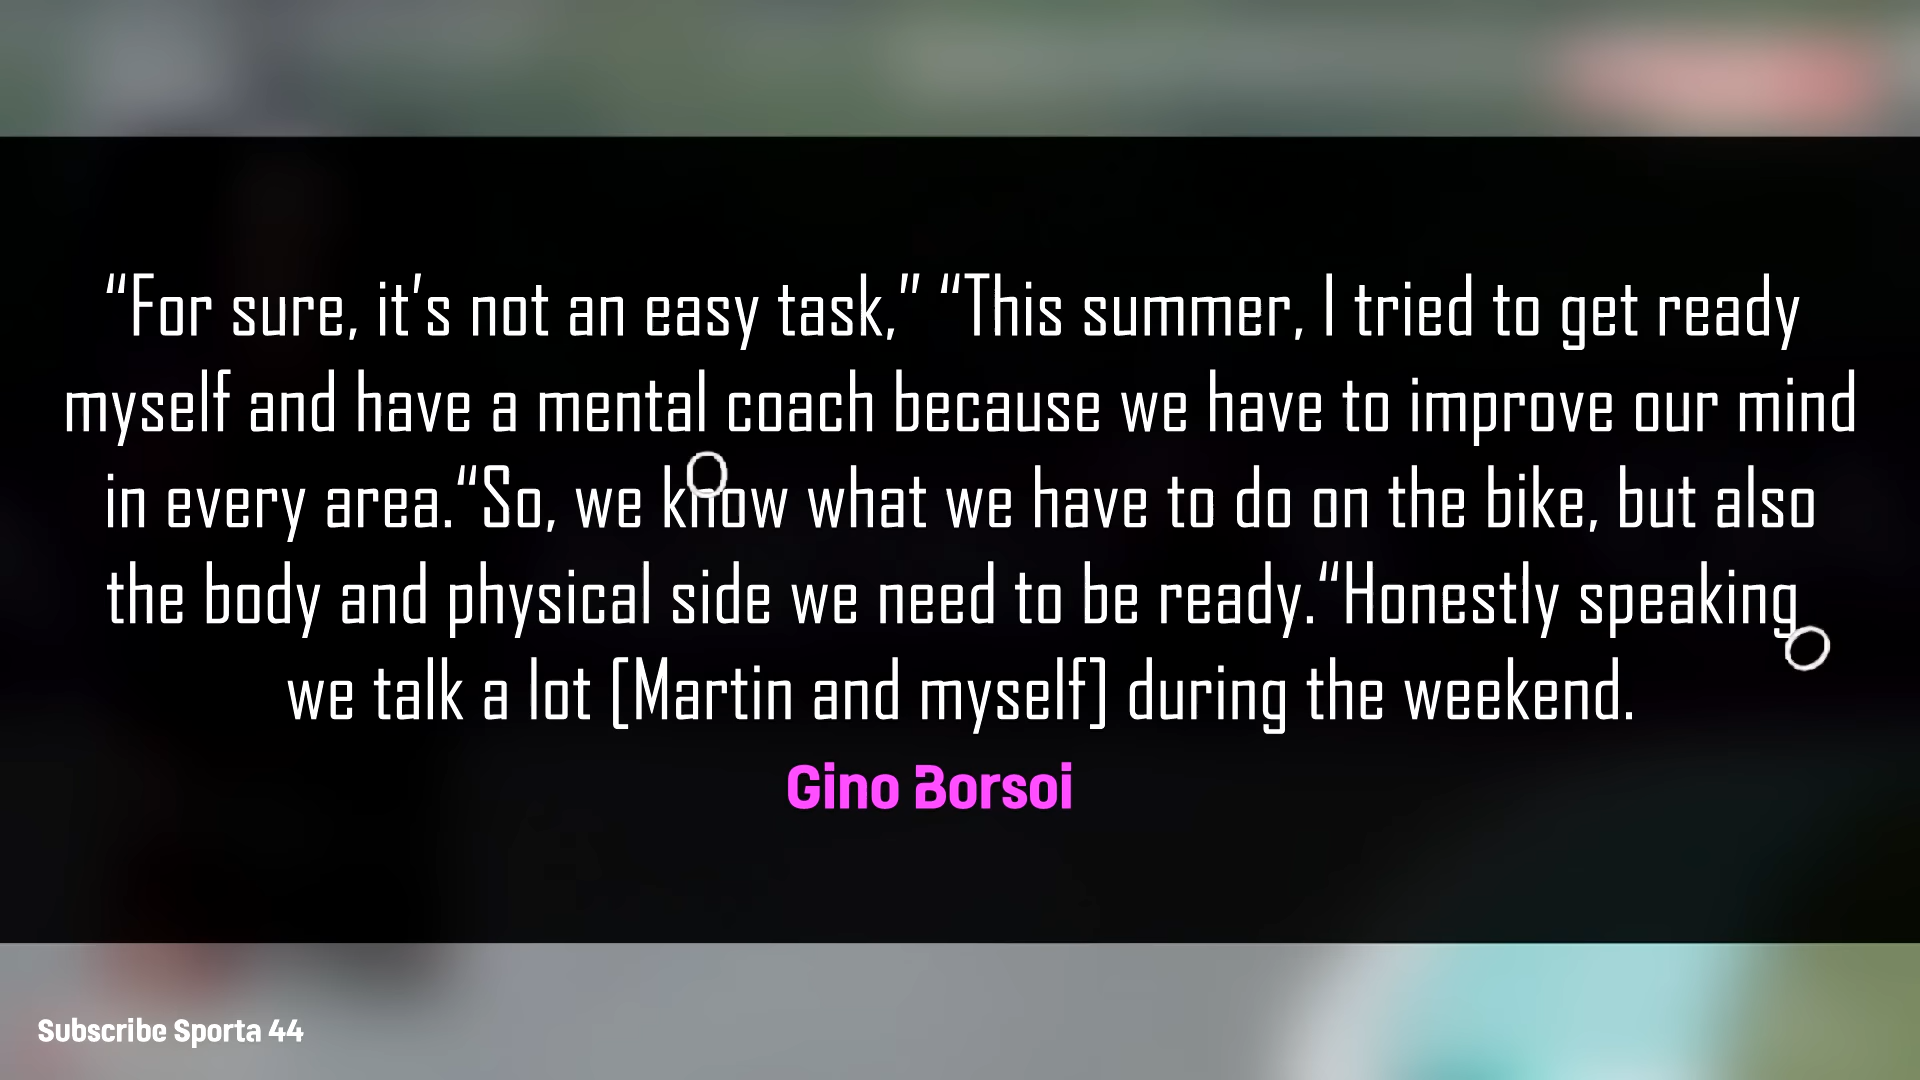 “For sure, it’s not an easy task,” “This summer, I tried to get ready
myself and have a mental coach because we have to improve our mind
in every area.“So, we know what we have to do on the bike, but also
the body and physical side we need to be ready.“Honestly speaking
we talk a lot [Martin and myself] during the weekend.
Gino Borsoi
Subscribe Sporta 44